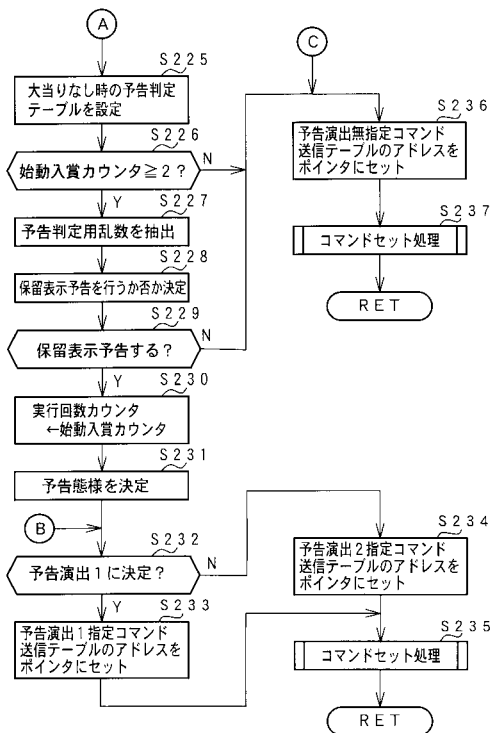 A
S225
大当りなし時の予告判定
テーブルを設定
S226
始動入賞カウンタ≧2？
N
Y
S227
予告判定用乱数を抽出
S228
保留表示予告を行うか否か決定
S229
保留表示予告する？
N
Y
S230
実行回数カウンタ
←始動入賞カウンタ
S231
予告態様を決定
B
S232
予告演出1に決定？
N
Y
S233
予告演出1指定コマンド
送信テーブルのアドレスを
ポインタにセット
C
S236
予告演出無指定コマンド
送信テーブルのアドレスを
ポインタにセット
S237
コマンドセット処理
RET
S234
予告演出2指定コマンド
送信テーブルのアドレスを
ポインタにセット
S235
コマンドセット処理
RET